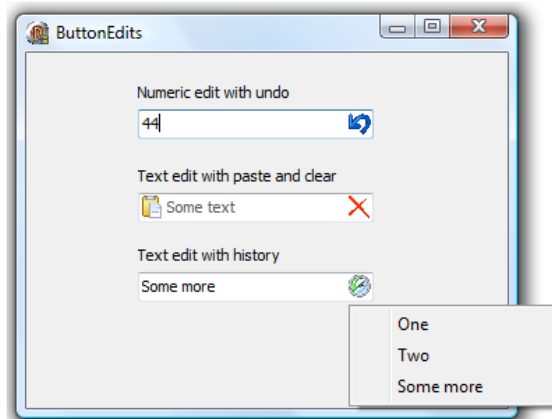 ButtonEdits
Numeric edit with undo
44
Text edit with paste and clear
Some text
Text edit with history
Some more
One
Two
Some more